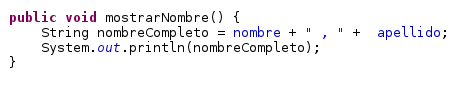 public void mostrarNombre() {
    String nombreCompleto = nombre + " , " +  apellido;
    System.out.println(nombreCompleto);
}